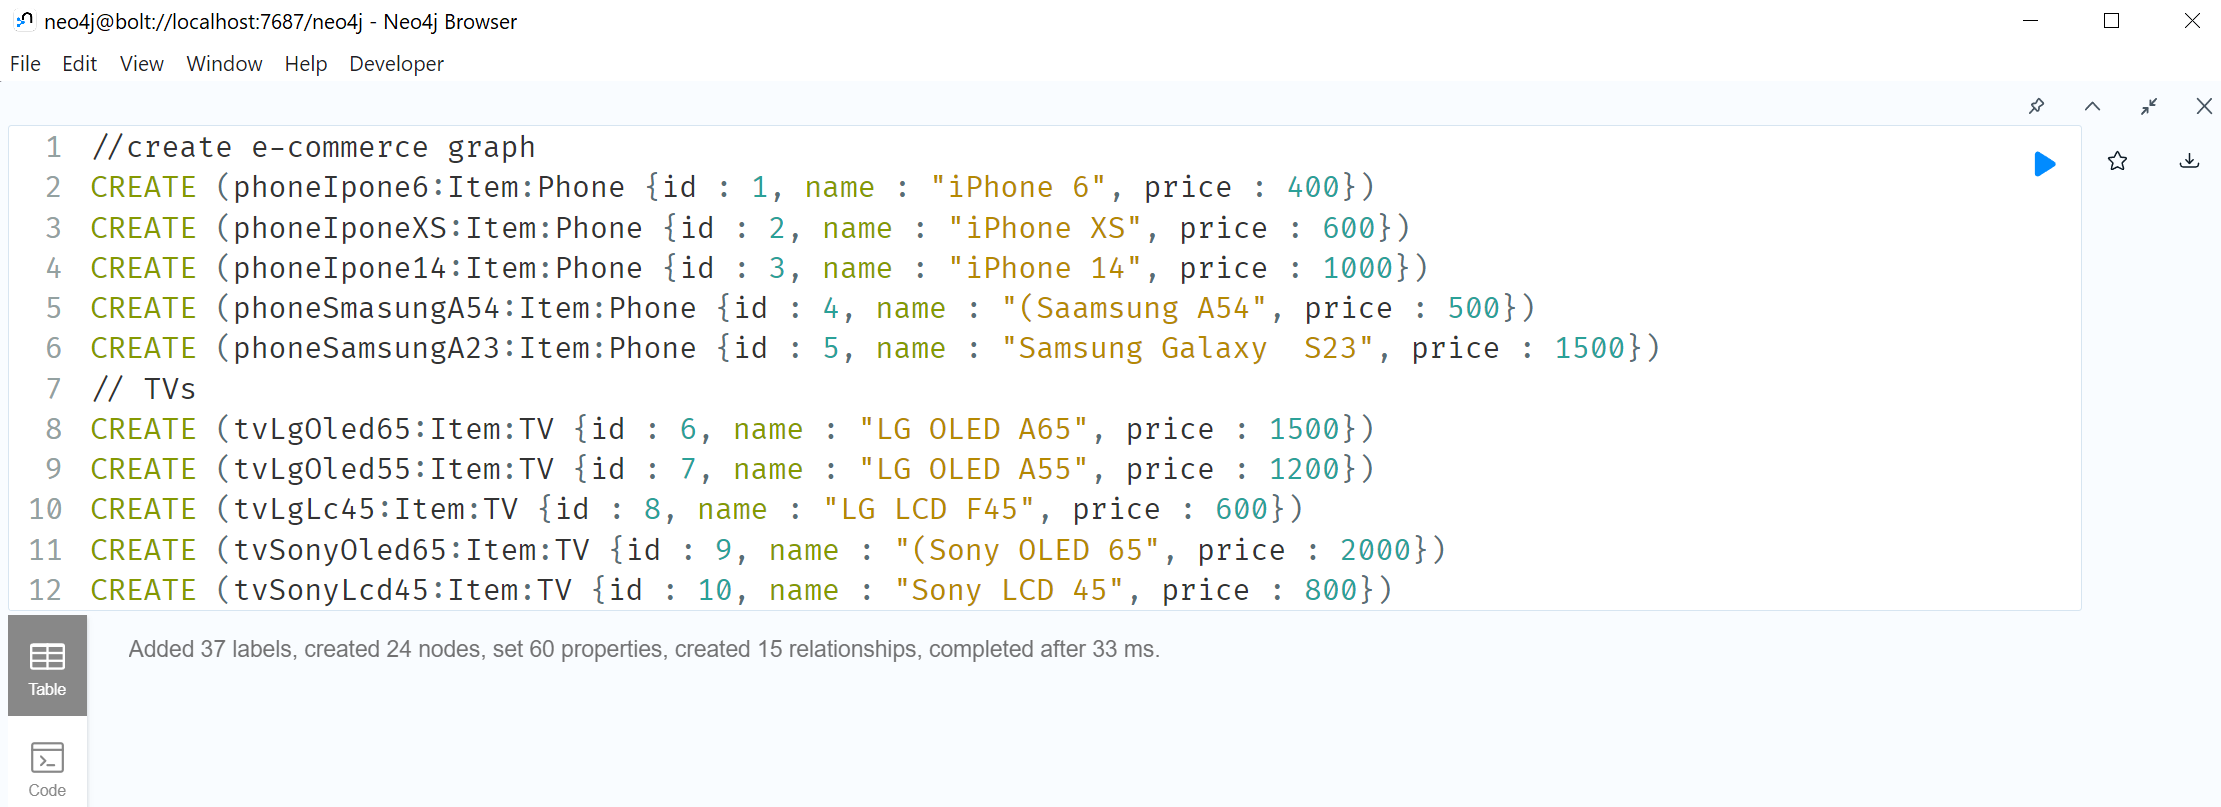 neo4j@bolt://localhost:7687/neo4j - Neo4j Browser
File Edit View Window Help Developer
1 //create e-commerce graph
2 CREATE (phoneIpone6:Item:Phone {id : 1, name : "iPhone 6", price : 400})
3 CREATE (phoneIponeXS:Item:Phone {id : 2, name : "iPhone XS", price : 600})
4 CREATE (phoneIpone14:Item:Phone {id : 3, name : "iPhone 14", price : 1000})
5 CREATE (phoneSmasungA54:Item:Phone {id : 4, name : "(Saamsung A54", price : 500})
6 CREATE (phoneSamsungA23:Item:Phone {id : 5, name : "Samsung Galaxy  S23", price : 1500})
7 // TVs
8 CREATE (tvLgOled65:Item:TV {id : 6, name : "LG OLED A65", price : 1500})
9 CREATE (tvLgOled55:Item:TV {id : 7, name : "LG OLED A55", price : 1200})
10 CREATE (tvLgLc45:Item:TV {id : 8, name : "LG LCD F45", price : 600})
11 CREATE (tvSonyOled65:Item:TV {id : 9, name : "(Sony OLED 65", price : 2000})
12 CREATE (tvSonyLcd45:Item:TV {id : 10, name : "Sony LCD 45", price : 800})
Added 37 labels, created 24 nodes, set 60 properties, created 15 relationships, completed after 33 ms.
Table
Code